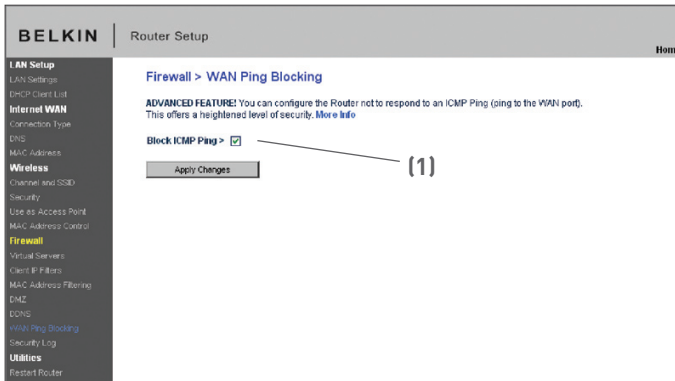 BELKIN
Router Setup
Hom
LAN Setup
LAN Settings
DHCP Client List
Internet WAN
Connection Type
DNS
MAC Address
Wireless
Channel and SSID
Security
Use as Access Point
MAC Address Control
Firewall
Virtual Servers
Client IP Filters
MAC Address Filtering
DMZ
DDNS
WAN Ping Blocking
Security Log
Utilities
Restart Router
Firewall > WAN Ping Blocking
ADVANCED FEATURE! You can configure the Router not to respond to an ICMP Ping (ping to the WAN port).
This offers a heightened level of security. More Info
Block ICMP Ping >
Apply Changes
(1)